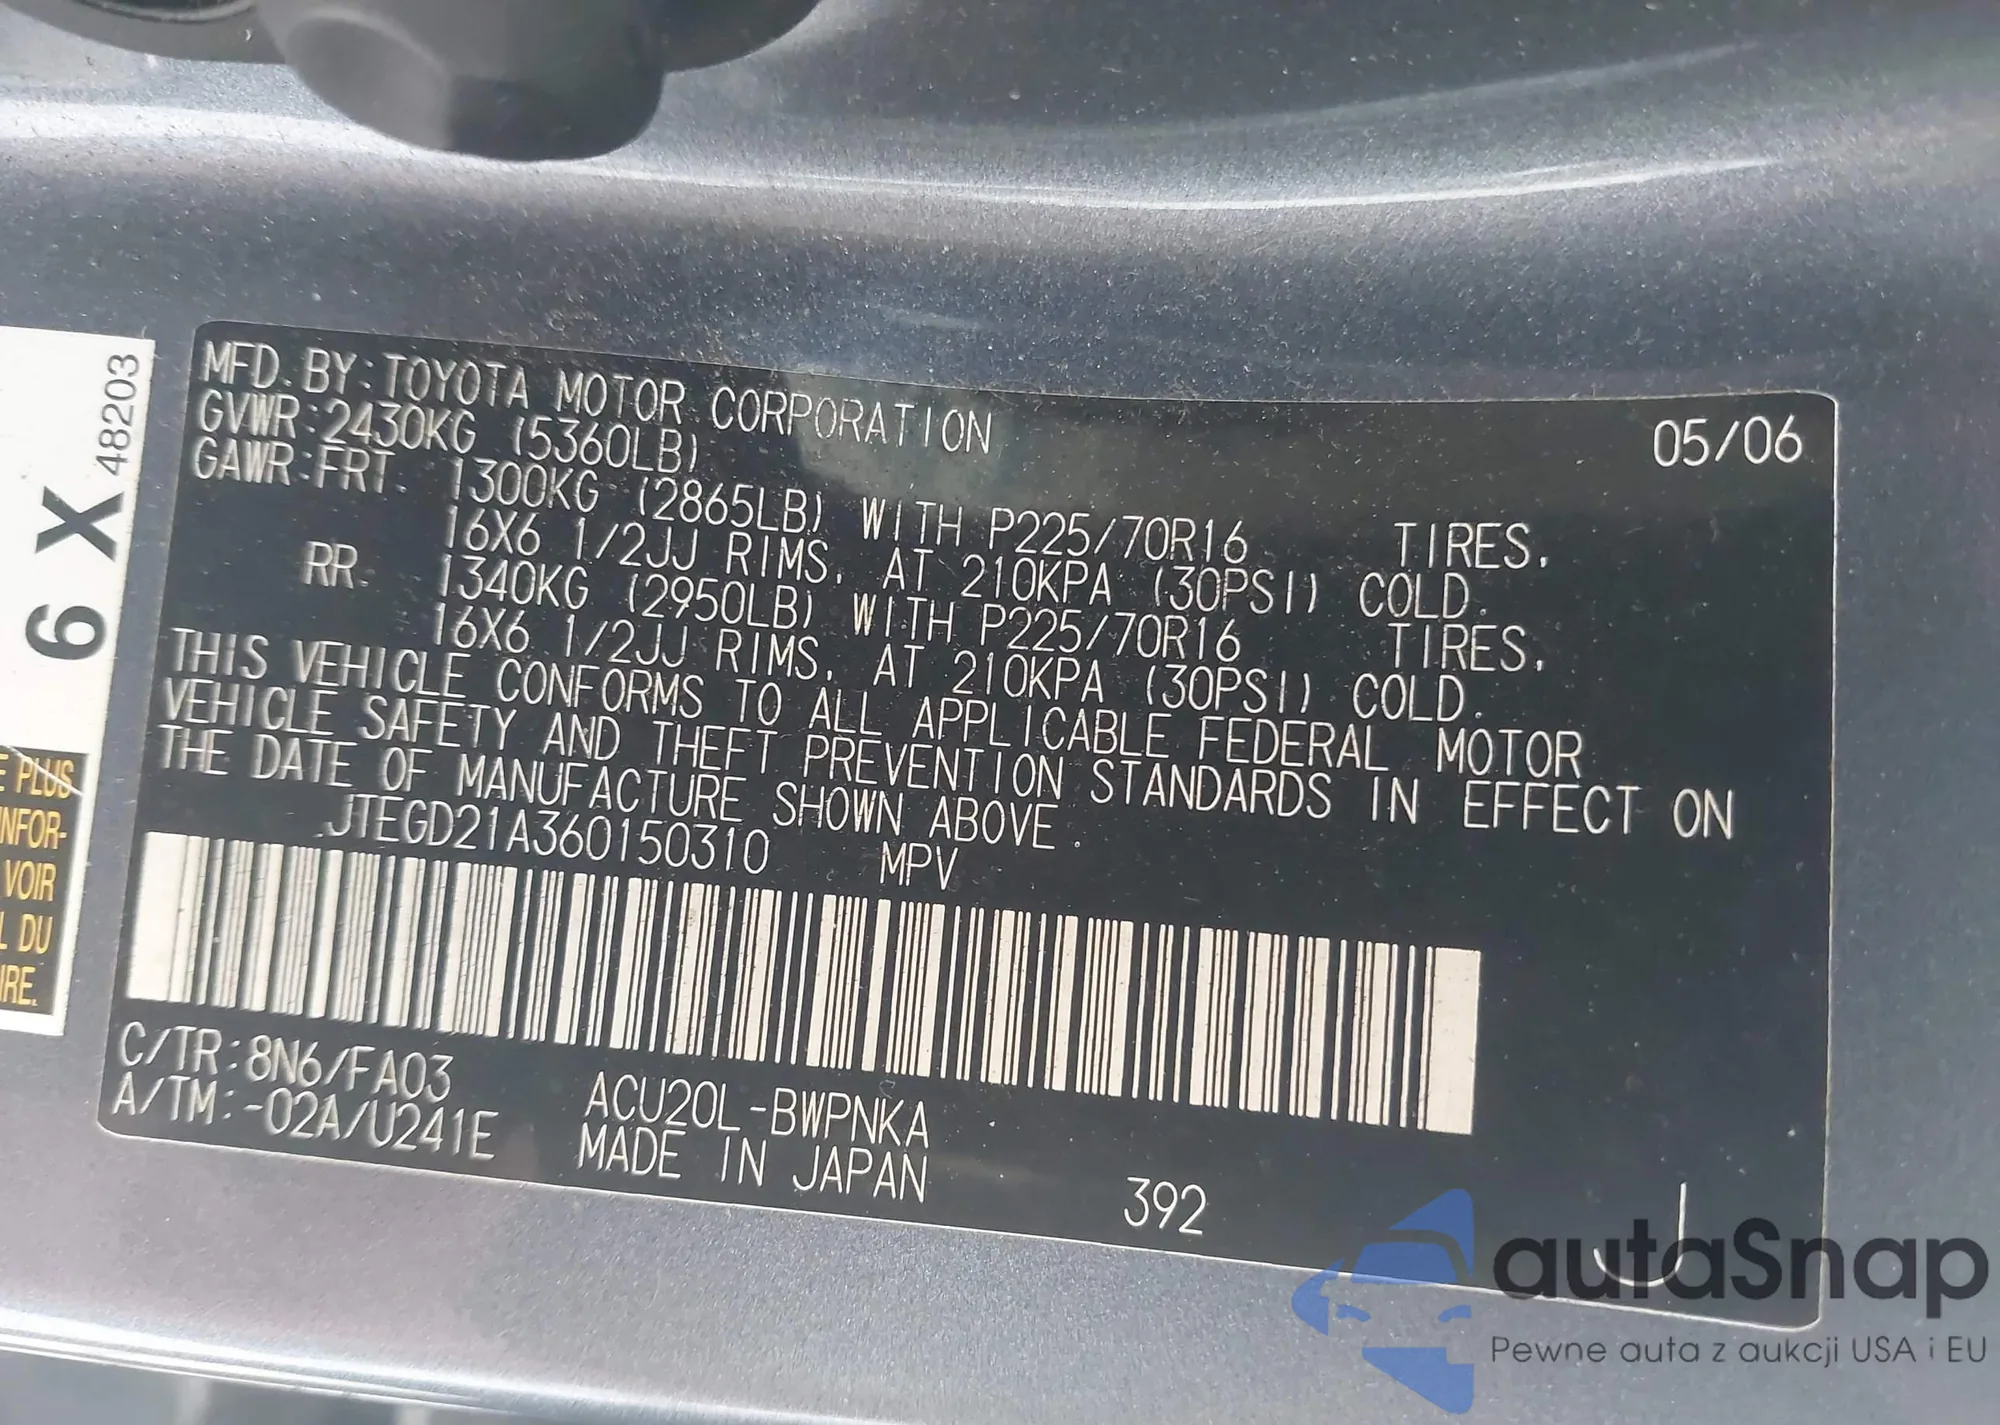 MFD. BY: TOYOTA MOTOR CORPORATION 05/06
GVWR: 2430KG (5360LB)
GAWR: FRT. 1300KG (2865LB) WITH P225/70R16 TIRES,
16X6 1/2JJ RIMS, AT 210KPA (30PSI) COLD.
RR. 1340KG (2950LB) WITH P225/70R16 TIRES,
16X6 1/2JJ RIMS, AT 210KPA (30PSI) COLD.
THIS VEHICLE CONFORMS TO ALL APPLICABLE FEDERAL MOTOR
VEHICLE SAFETY AND THEFT PREVENTION STANDARDS IN EFFECT ON
THE DATE OF MANUFACTURE SHOWN ABOVE.
JTEGD21A360150310 MPV
C/TR: 8N6/FA03 ACU20L-BWPNKA
A/TM: -02A/U241E MADE IN JAPAN
392 J
6 X
48203
E PLUS
INFOR-
VOIR
L DU
IRE.
autaSnap
Pewne auta z aukcji USA i EU